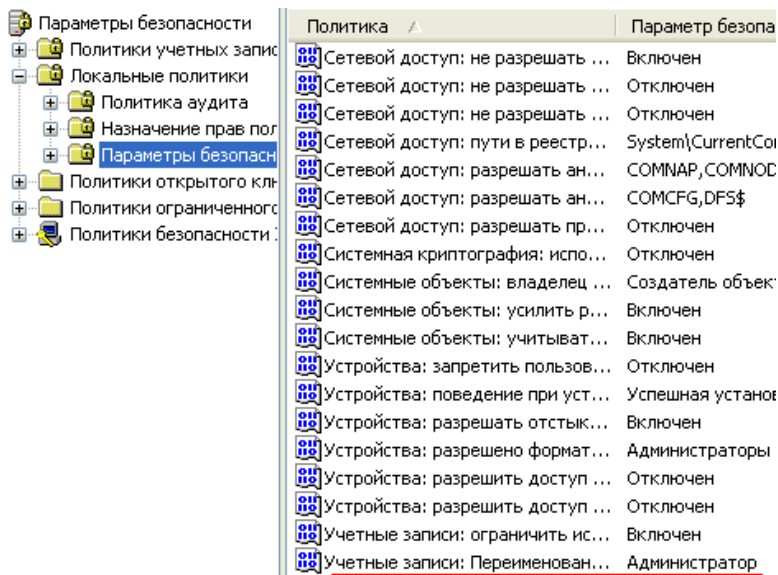 Параметры безопасности
Политики учетных запис
Локальные политики
Политика аудита
Назначение прав пол
Параметры безопасн
Политики открытого клн
Политики ограниченного
Политики безопасности
Политика Параметр безопа
Сетевой доступ: не разрешать ... Включен
Сетевой доступ: не разрешать ... Отключен
Сетевой доступ: не разрешать ... Отключен
Сетевой доступ: пути в реестр... System\CurrentCor
Сетевой доступ: разрешать ан... COMNAP,COMNOD
Сетевой доступ: разрешать ан... COMCFG,DFS$
Сетевой доступ: разрешать пр... Отключен
Системная криптография: испо... Отключен
Системные объекты: владелец ... Создатель объект
Системные объекты: усилить р... Включен
Системные объекты: учитыват... Включен
Устройства: запретить пользов... Отключен
Устройства: поведение при уст... Успешная установ
Устройства: разрешать отстык... Включен
Устройства: разрешено формат... Администраторы
Устройства: разрешить доступ ... Отключен
Устройства: разрешить доступ ... Отключен
Учетные записи: ограничить ис... Включен
Учетные записи: Переименован... Администратор